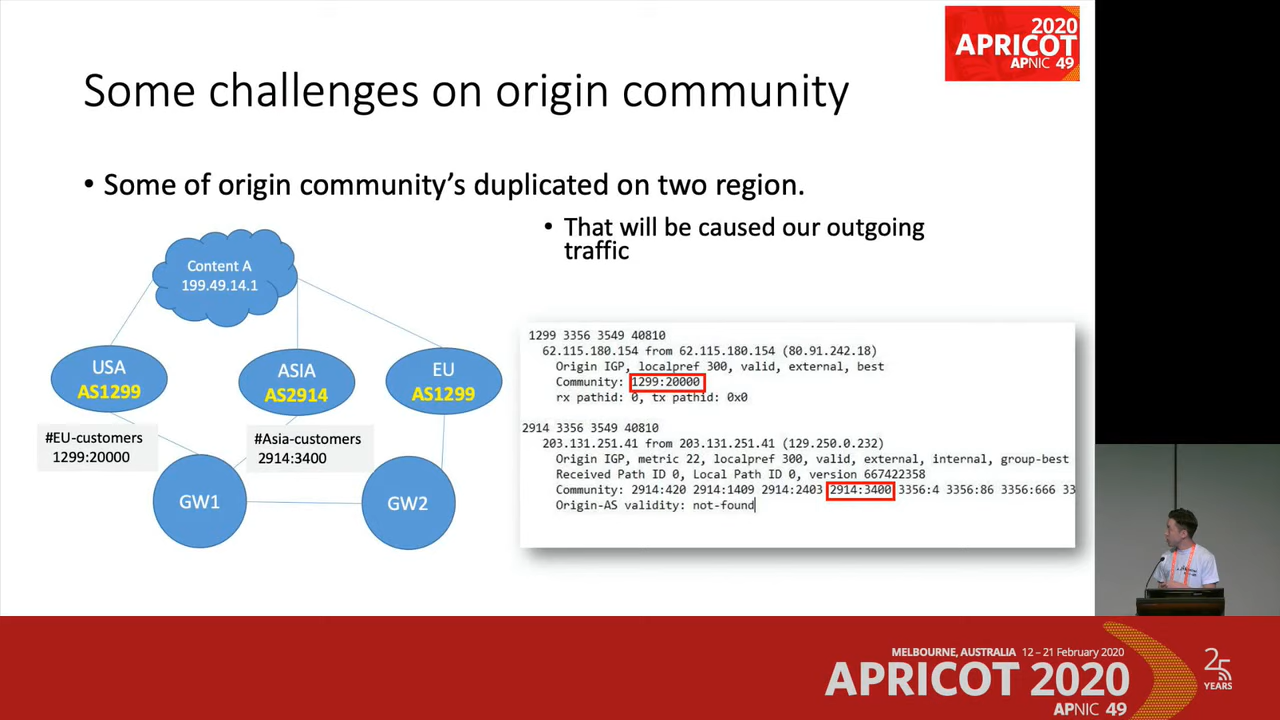 2020
APRICOT
APNIC 49
Some challenges on origin community
• Some of origin community's duplicated on two region.
• That will be caused our outgoing
traffic
Content A
199.49.14.1
USA
AS1299
ASIA
AS2914
EU
AS1299
#EU-customers
1299:20000
#Asia-customers
2914:3400
GW1
GW2
1299 3356 3549 40810
62.115.180.154 from 62.115.180.154 (80.91.242.18)
Origin IGP, localpref 300, valid, external, best
Community: 1299:20000
rx pathid: 0, tx pathid: 0x0
2914 3356 3549 40810
203.131.251.41 from 203.131.251.41 (129.250.0.232)
Origin IGP, metric 22, localpref 300, valid, external, internal, group-best
Received Path ID 0, Local Path ID 0, version 667422358
Community: 2914:420 2914:1409 2914:2403 2914:3400 3356:4 3356:86 3356:666 33
Origin-AS validity: not-found
MELBOURNE, AUSTRALIA 12 – 21 February 2020
APRICOT 2020
APNIC 49
25
YEARS